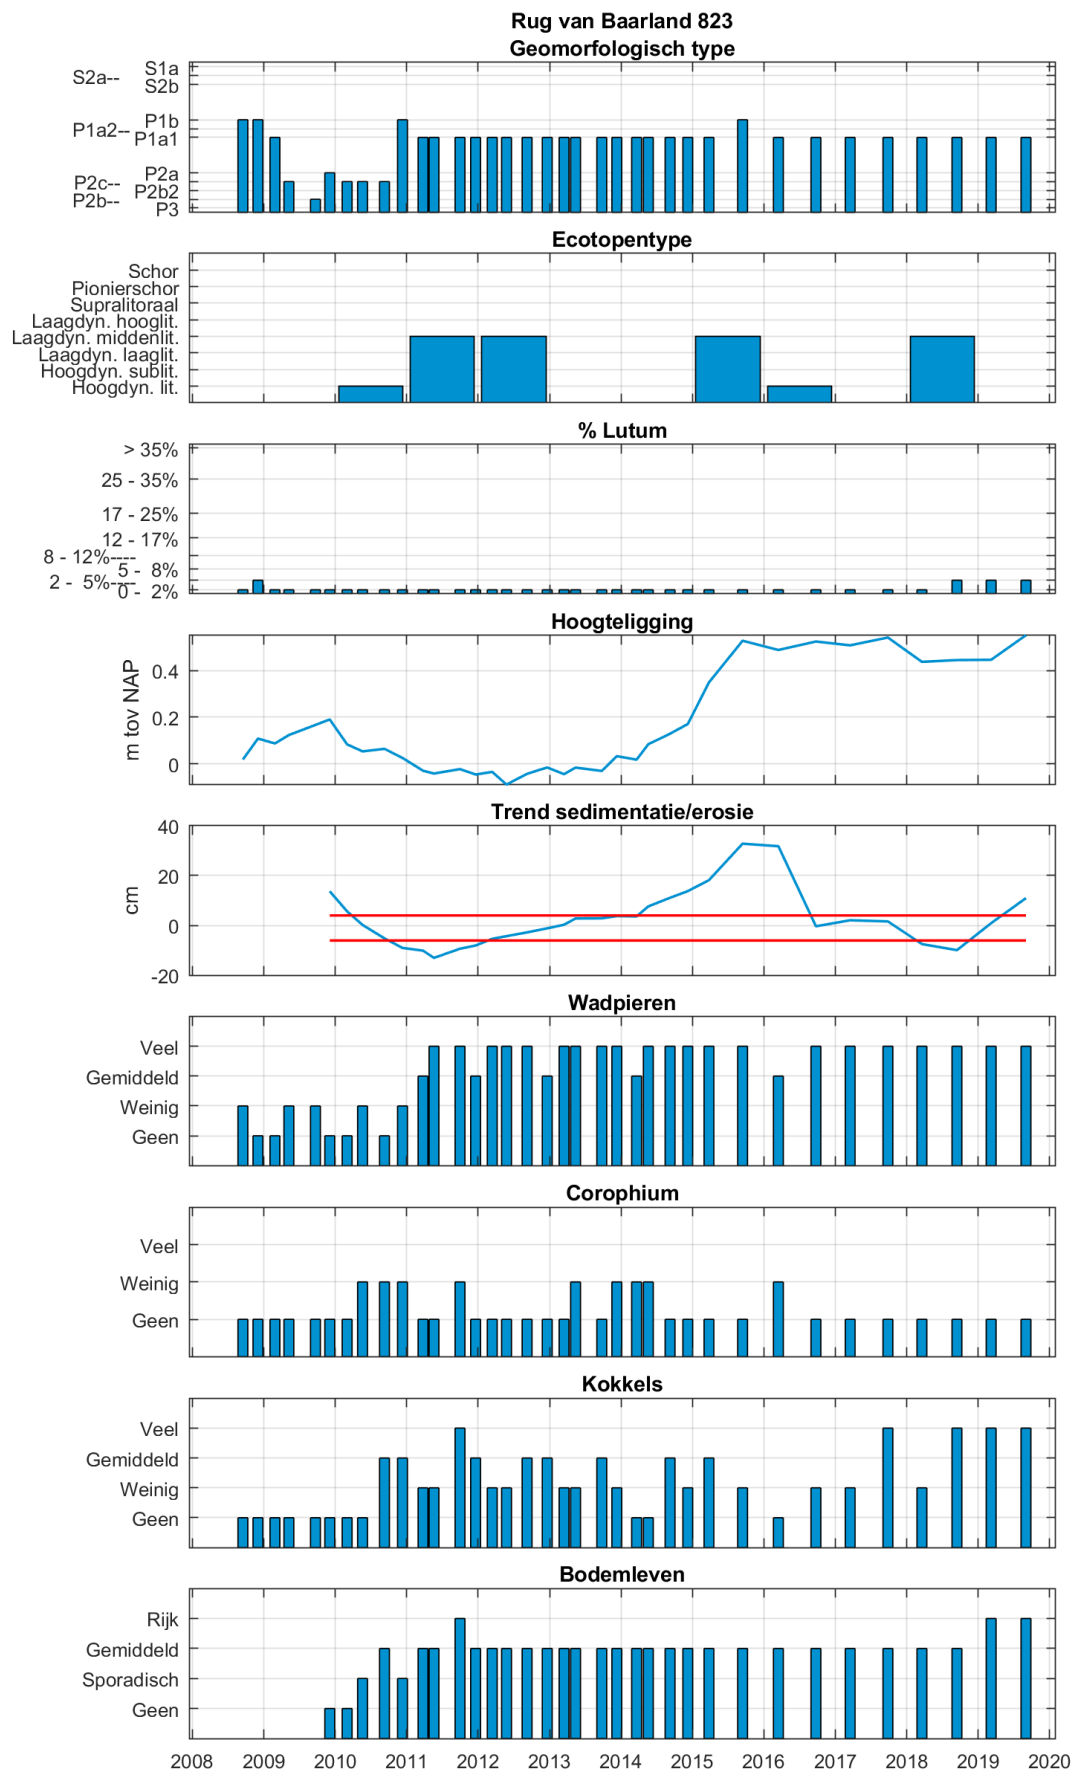 Rug van Baarland 823
Geomorfologisch type
S1a
S2a--
S2b
P1b
P1a2--
P1a1
P2a
P2c--
P2b2
P2b--
P3
Ecotopentype
Schor
Pionierschor
Supralitoraal
Laagdyn. hooglit.
Laagdyn. middenlit.
Laagdyn. laaglit.
Hoogdyn. sublit.
Hoogdyn. lit.
% Lutum
> 35%
25 - 35%
17 - 25%
12 - 17%
8 - 12%----
5 - 8%
2 - 5%----
0 - 2%
Hoogteligging
m tov NAP
0.4
0.2
0
Trend sedimentatie/erosie
cm
40
20
0
-20
Wadpieren
Veel
Gemiddeld
Weinig
Geen
Corophium
Veel
Weinig
Geen
Kokkels
Veel
Gemiddeld
Weinig
Geen
Bodemleven
Rijk
Gemiddeld
Sporadisch
Geen
2008 2009 2010 2011 2012 2013 2014 2015 2016 2017 2018 2019 2020